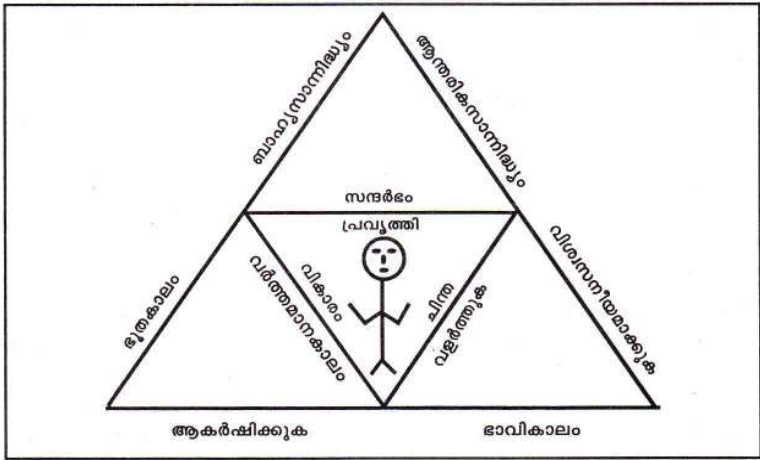 ബാഹ്യസാന്നിദ്ധ്യം
ആന്തരികസാന്നിദ്ധ്യം
സന്ദർഭം
പ്രവൃത്തി
ഭൂതകാലം
വർത്തമാനകാലം
വികാരം
ചിന്ത
വളർത്തുക
വിശ്വസനീയമാക്കുക
ആകർഷിക്കുക
ഭാവികാലം